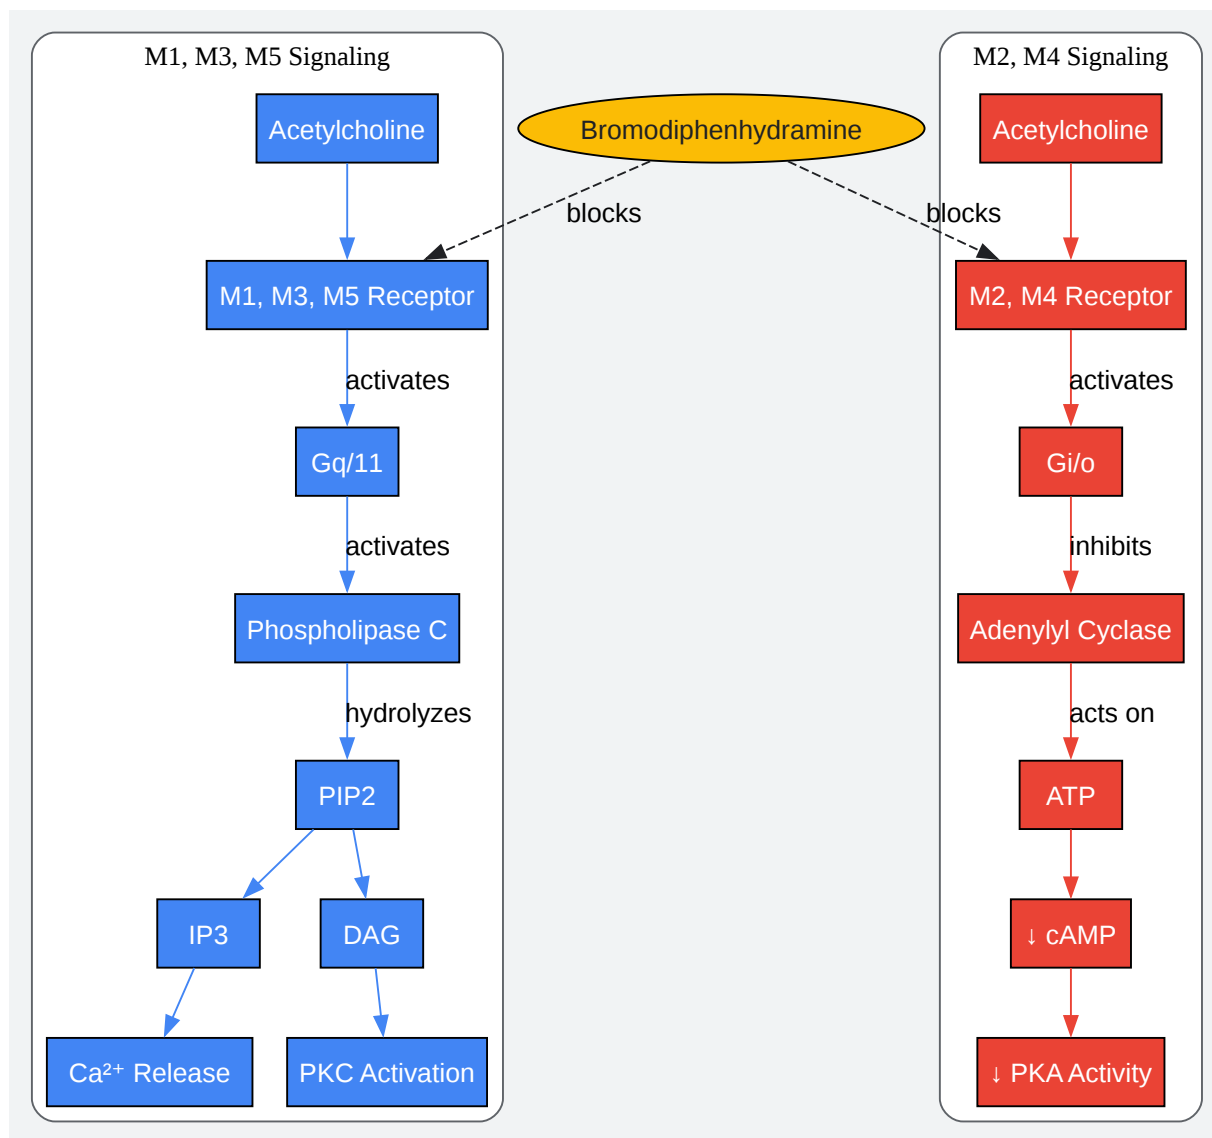 M1, M3, M5 Signaling
Acetylcholine
M1, M3, M5 Receptor
activates
Gq/11
activates
Phospholipase C
hydrolyzes
PIP2
IP3
DAG
Ca²⁺ Release
PKC Activation
Bromodiphenhydramine
blocks
blocks
M2, M4 Signaling
Acetylcholine
M2, M4 Receptor
activates
Gi/o
inhibits
Adenylyl Cyclase
acts on
ATP
↓ cAMP
↓ PKA Activity